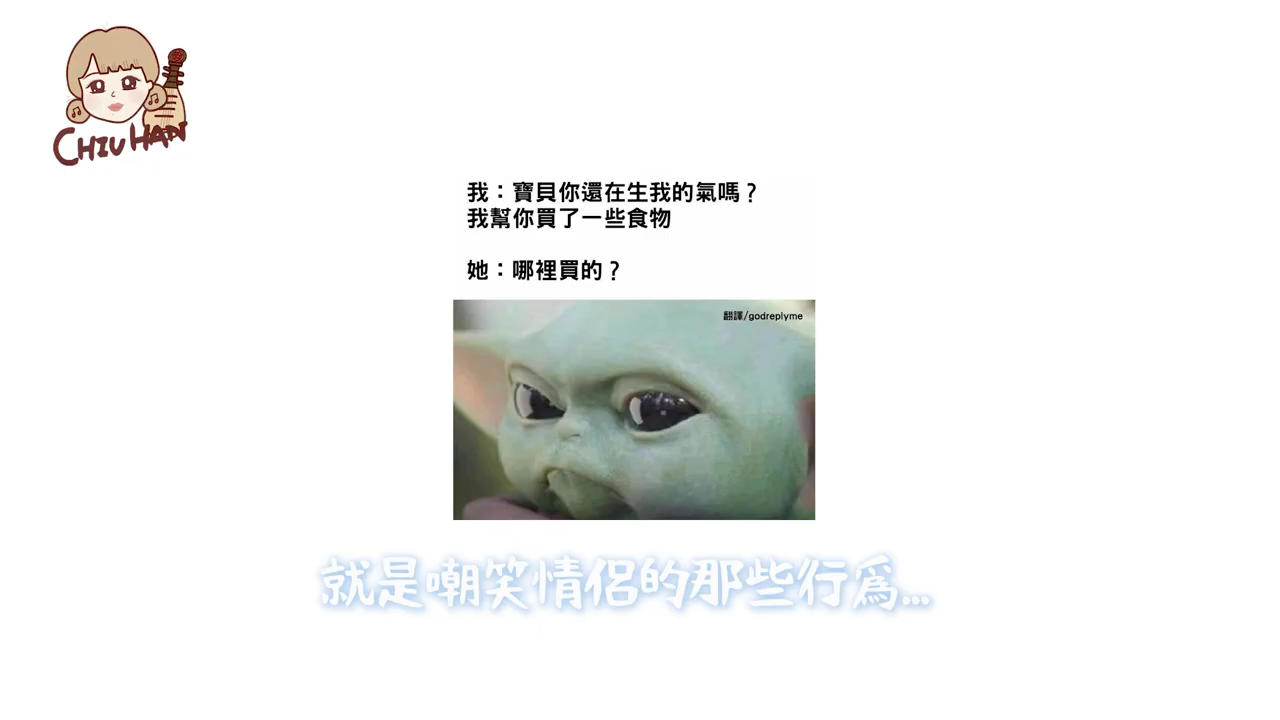 CHIU HAN
我：寶貝你還在生我的氣嗎？
我幫你買了一些食物
她：哪裡買的？
翻譯/godreplyme
就是嘲笑情侶的那些行為...